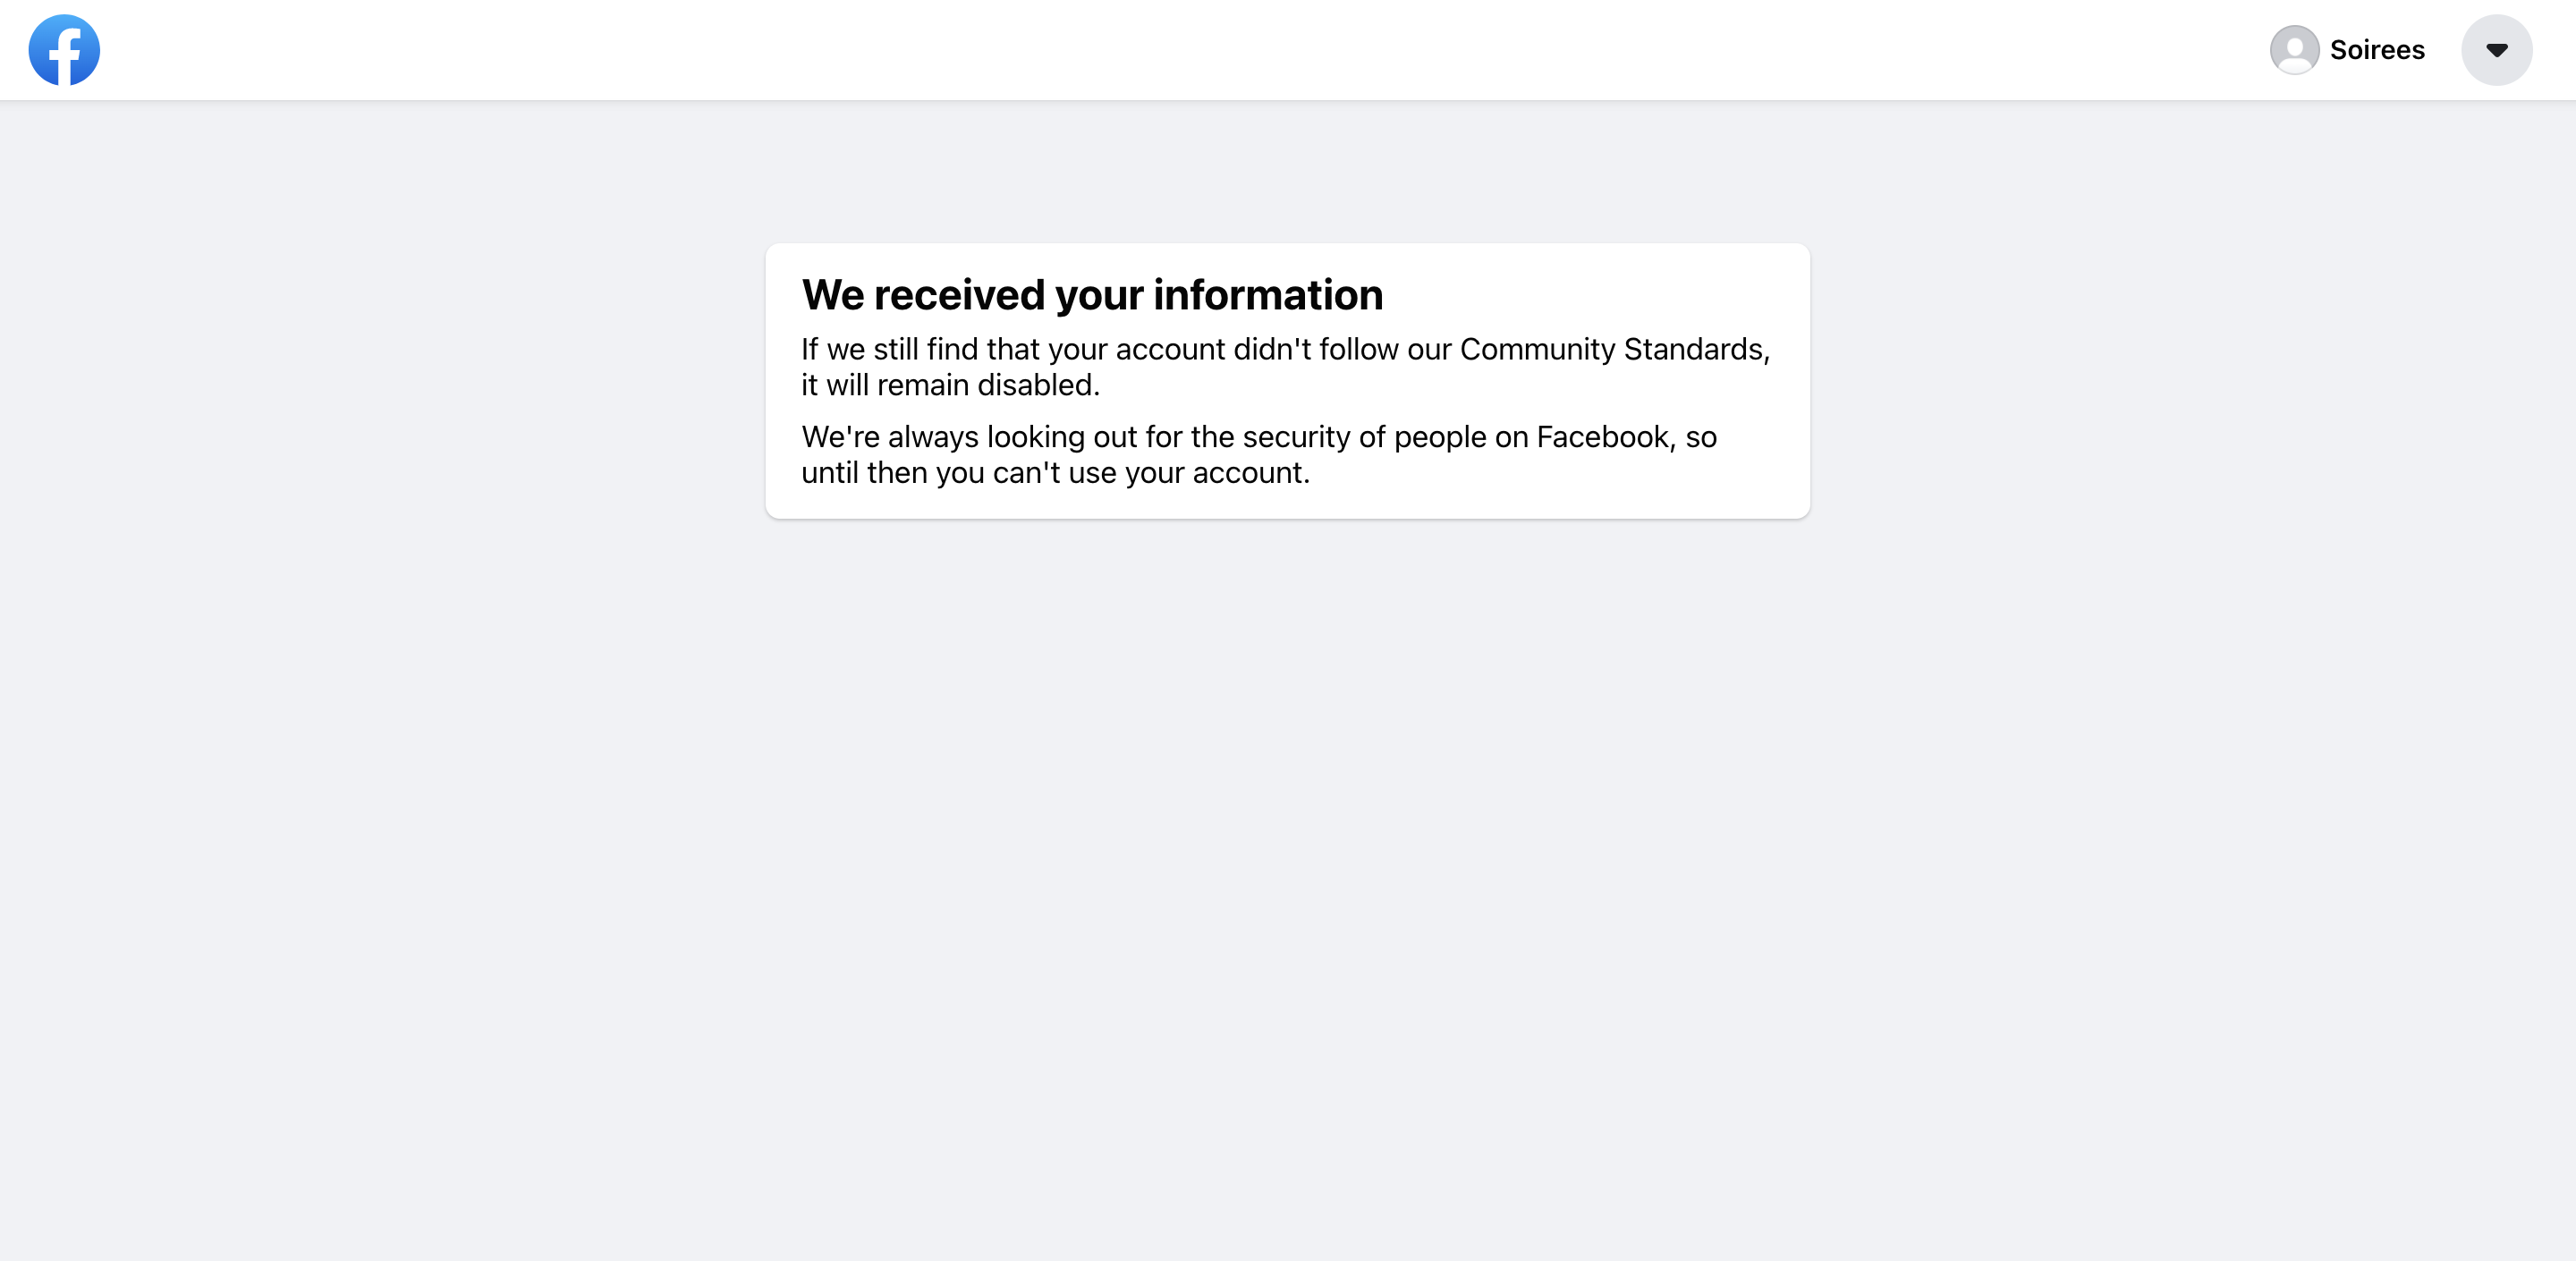 Soirees
We received your information
If we still find that your account didn't follow our Community Standards,
it will remain disabled.
We're always looking out for the security of people on Facebook, so
until then you can't use your account.